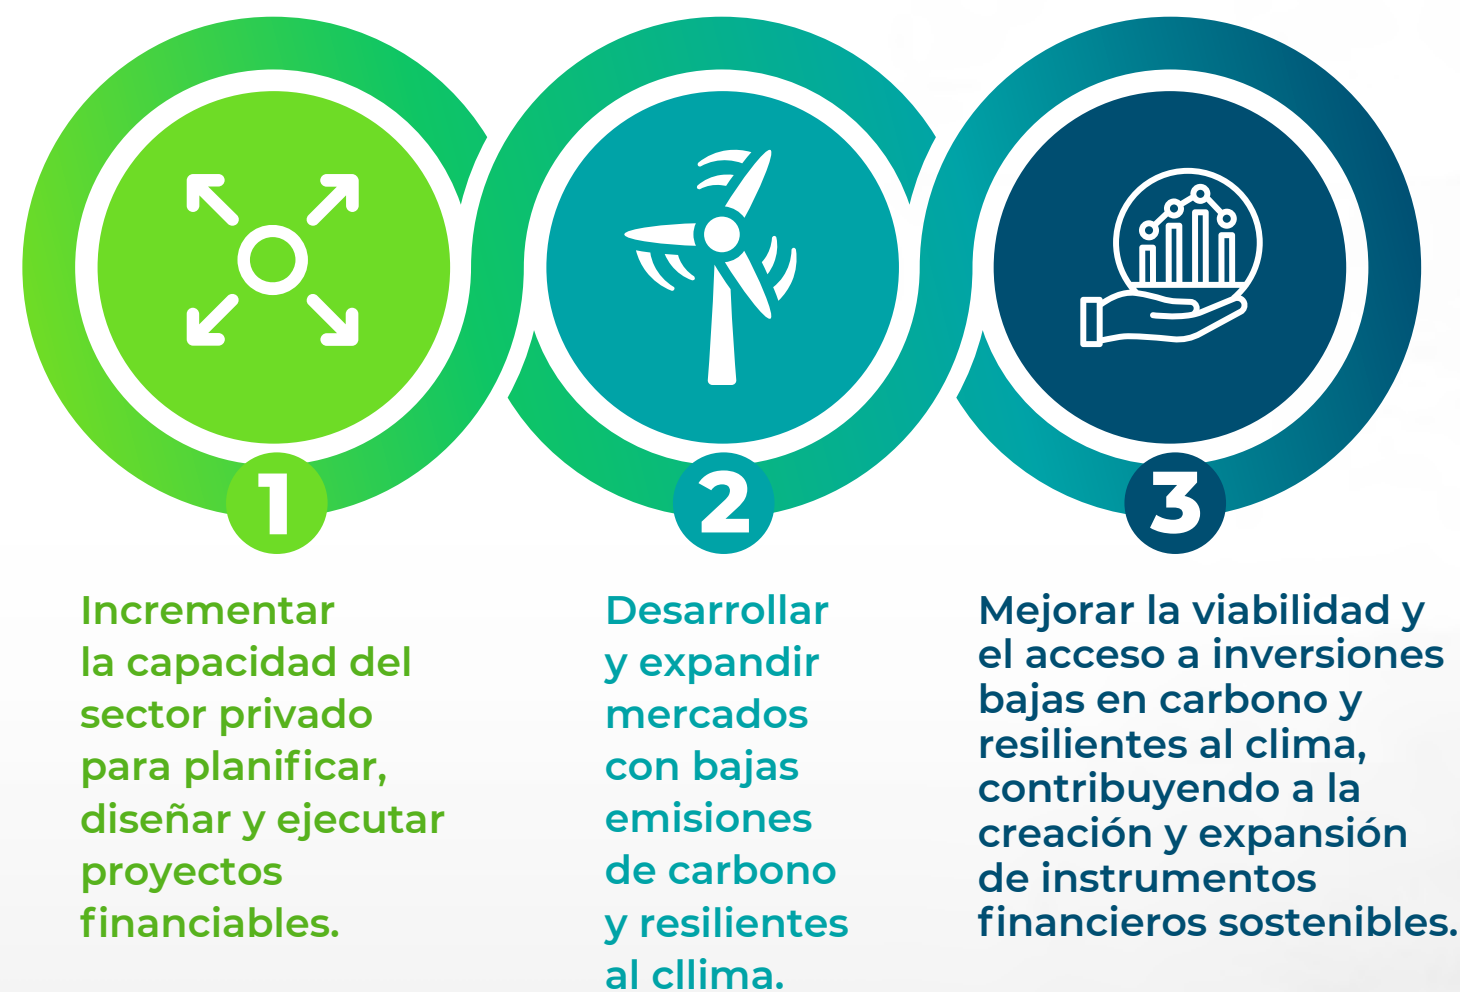 1
Incrementar
la capacidad del
sector privado
para planificar,
diseñar y ejecutar
proyectos
financiables.
2
Desarrollar
y expandir
mercados
con bajas
emisiones
de carbono
y resilientes
al cllima.
3
Mejorar la viabilidad y
el acceso a inversiones
bajas en carbono y
resilientes al clima,
contribuyendo a la
creación y expansión
de instrumentos
financieros sostenibles.